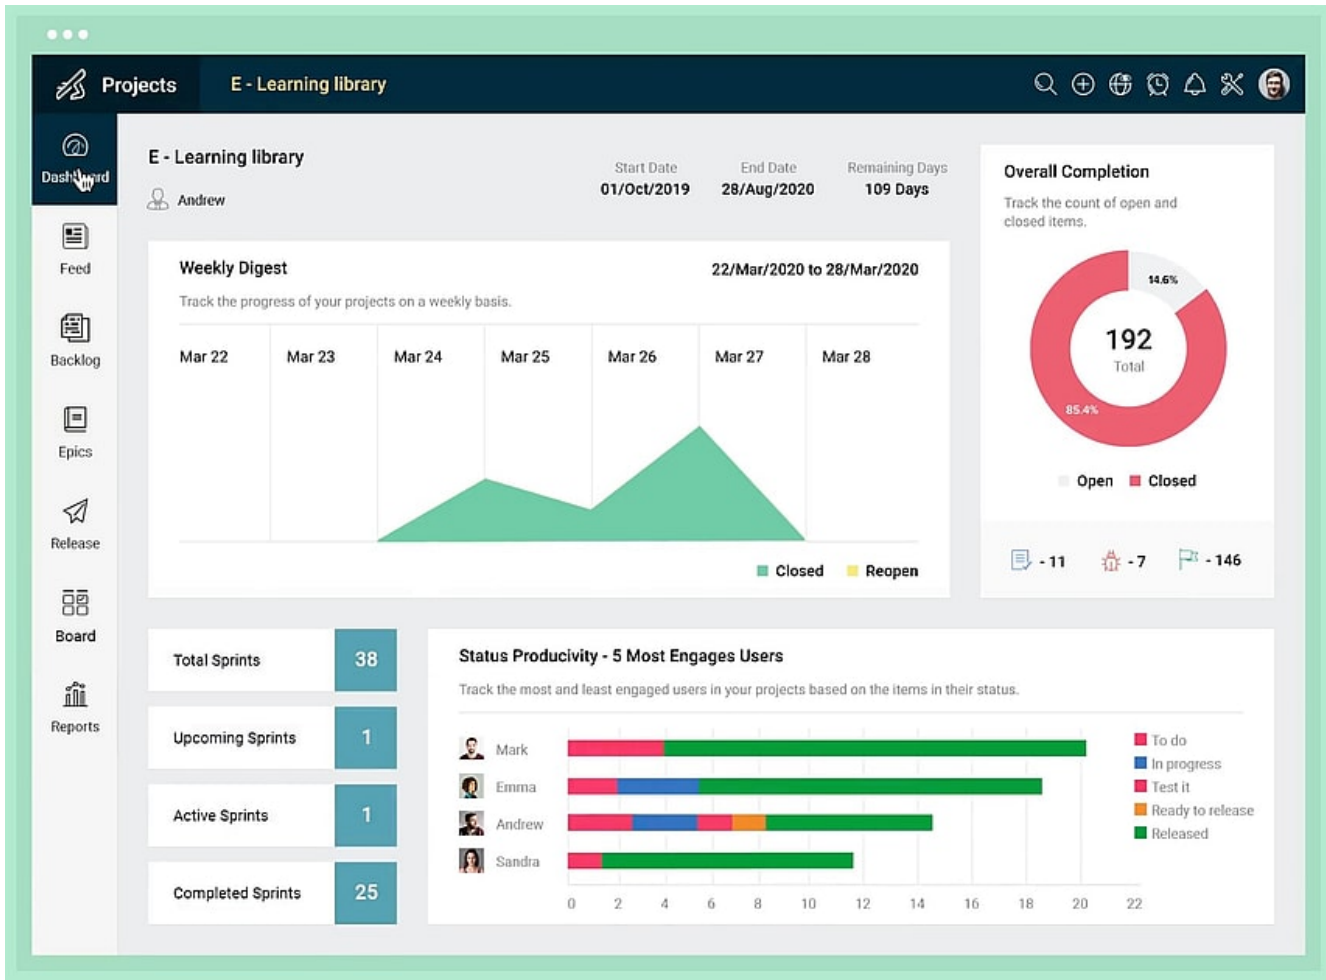 Projects
E - Learning library
Dashboard
Feed
Backlog
Epics
Release
Board
Reports
E - Learning library
Andrew
Start Date
01/Oct/2019
End Date
28/Aug/2020
Remaining Days
109 Days
Weekly Digest
22/Mar/2020 to 28/Mar/2020
Track the progress of your projects on a weekly basis.
Mar 22
Mar 23
Mar 24
Mar 25
Mar 26
Mar 27
Mar 28
Closed
Reopen
Overall Completion
Track the count of open and
closed items.
14.6%
192
Total
85.4%
Open
Closed
- 11
- 7
- 146
Total Sprints
38
Upcoming Sprints
1
Active Sprints
1
Completed Sprints
25
Status Producivity - 5 Most Engages Users
Track the most and least engaged users in your projects based on the items in their status.
Mark
Emma
Andrew
Sandra
To do
In progress
Test it
Ready to release
Released
0 2 4 6 8 10 12 14 16 18 20 22